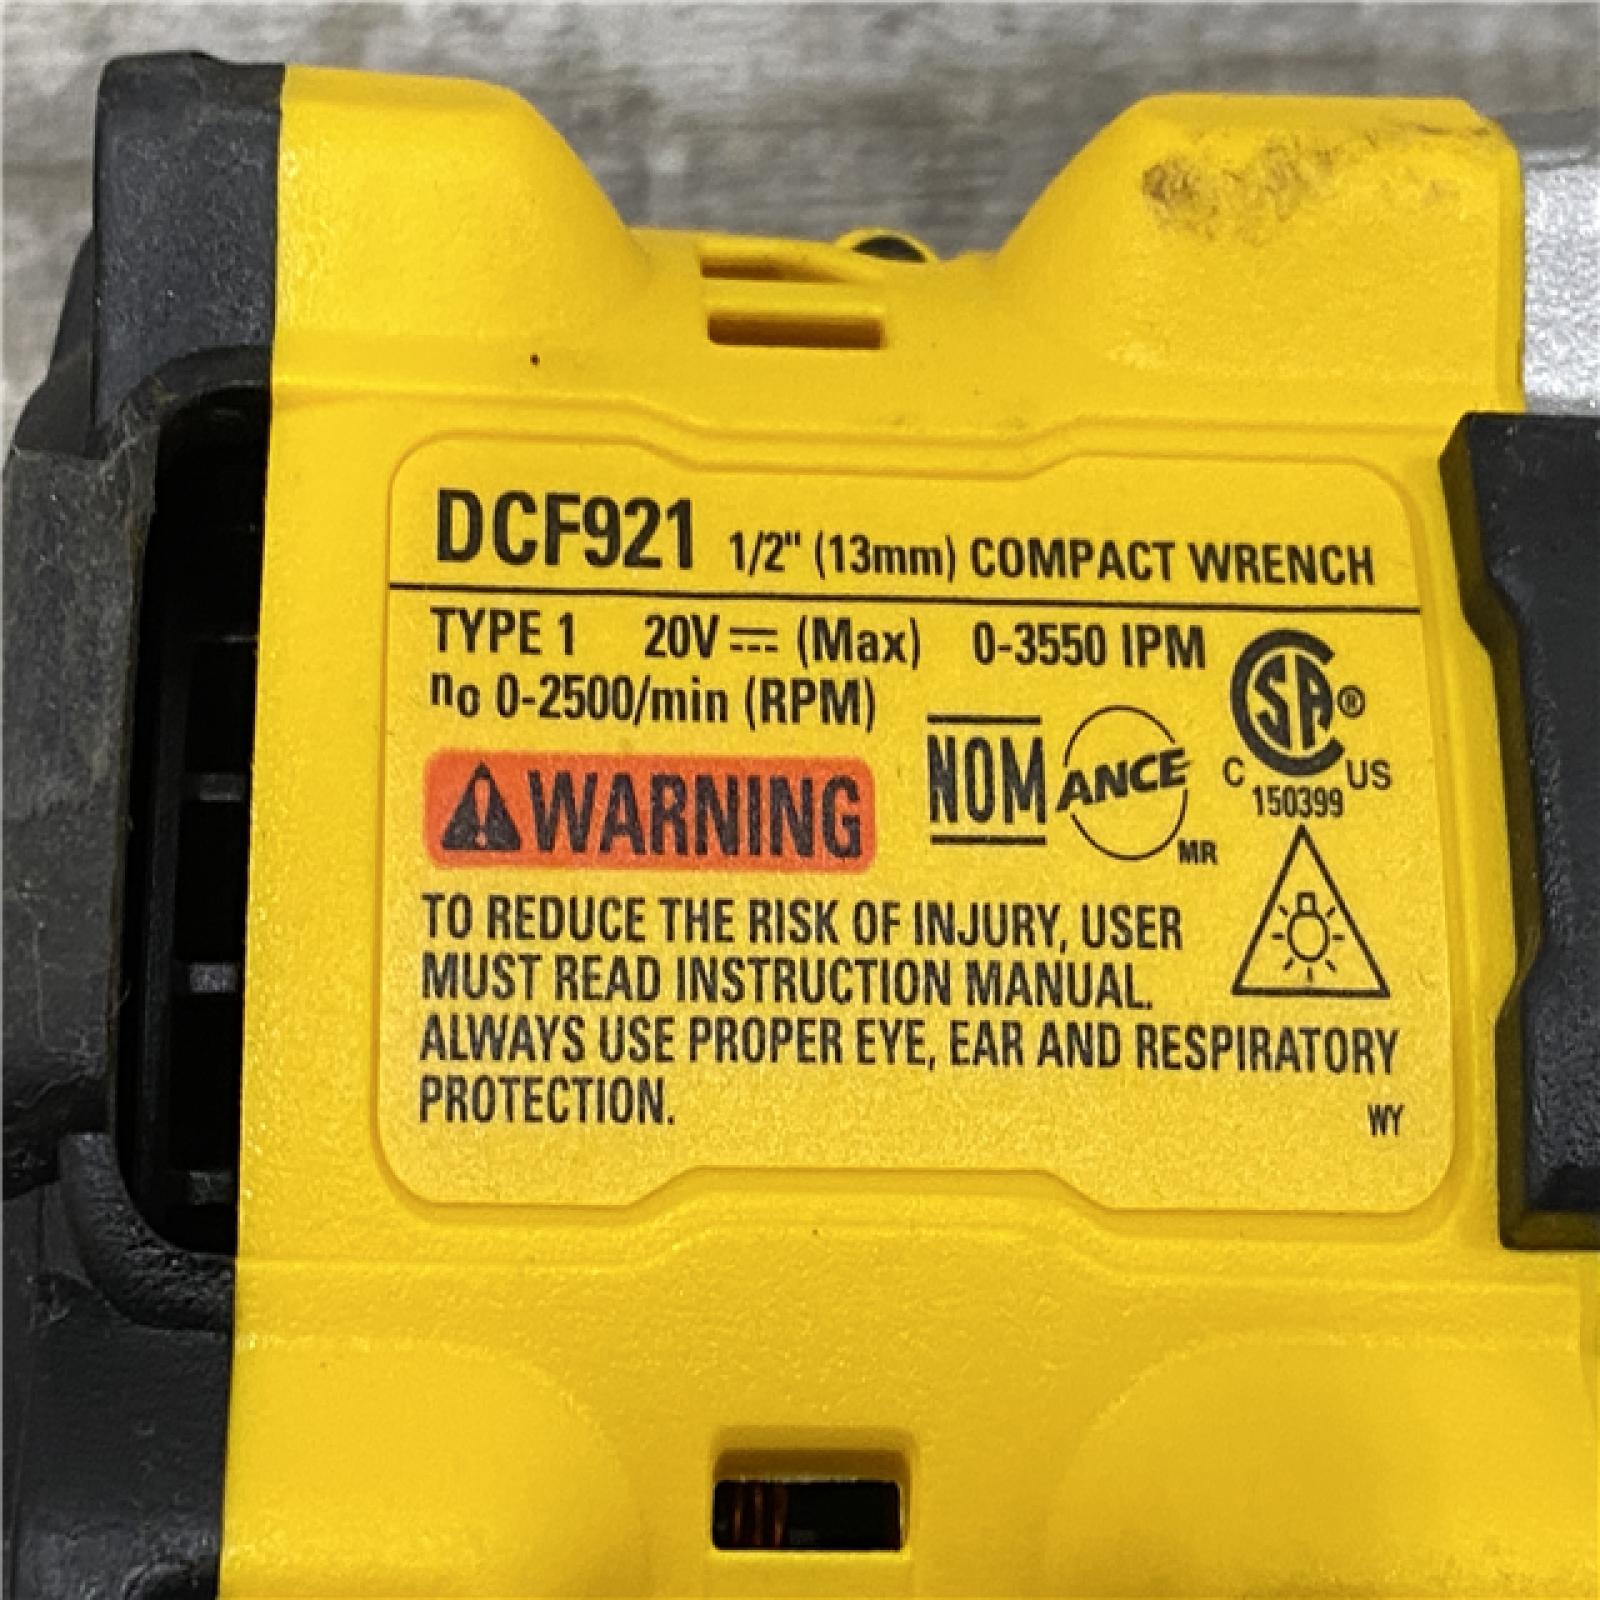 DCF921 1/2" (13mm) COMPACT WRENCH
TYPE 1 20V⎓ (Max) 0-3550 IPM
no 0-2500/min (RPM)
WARNING
NOM
ANCE
MR
CSA®
C US
150399
TO REDUCE THE RISK OF INJURY, USER
MUST READ INSTRUCTION MANUAL.
ALWAYS USE PROPER EYE, EAR AND RESPIRATORY
PROTECTION.
WY